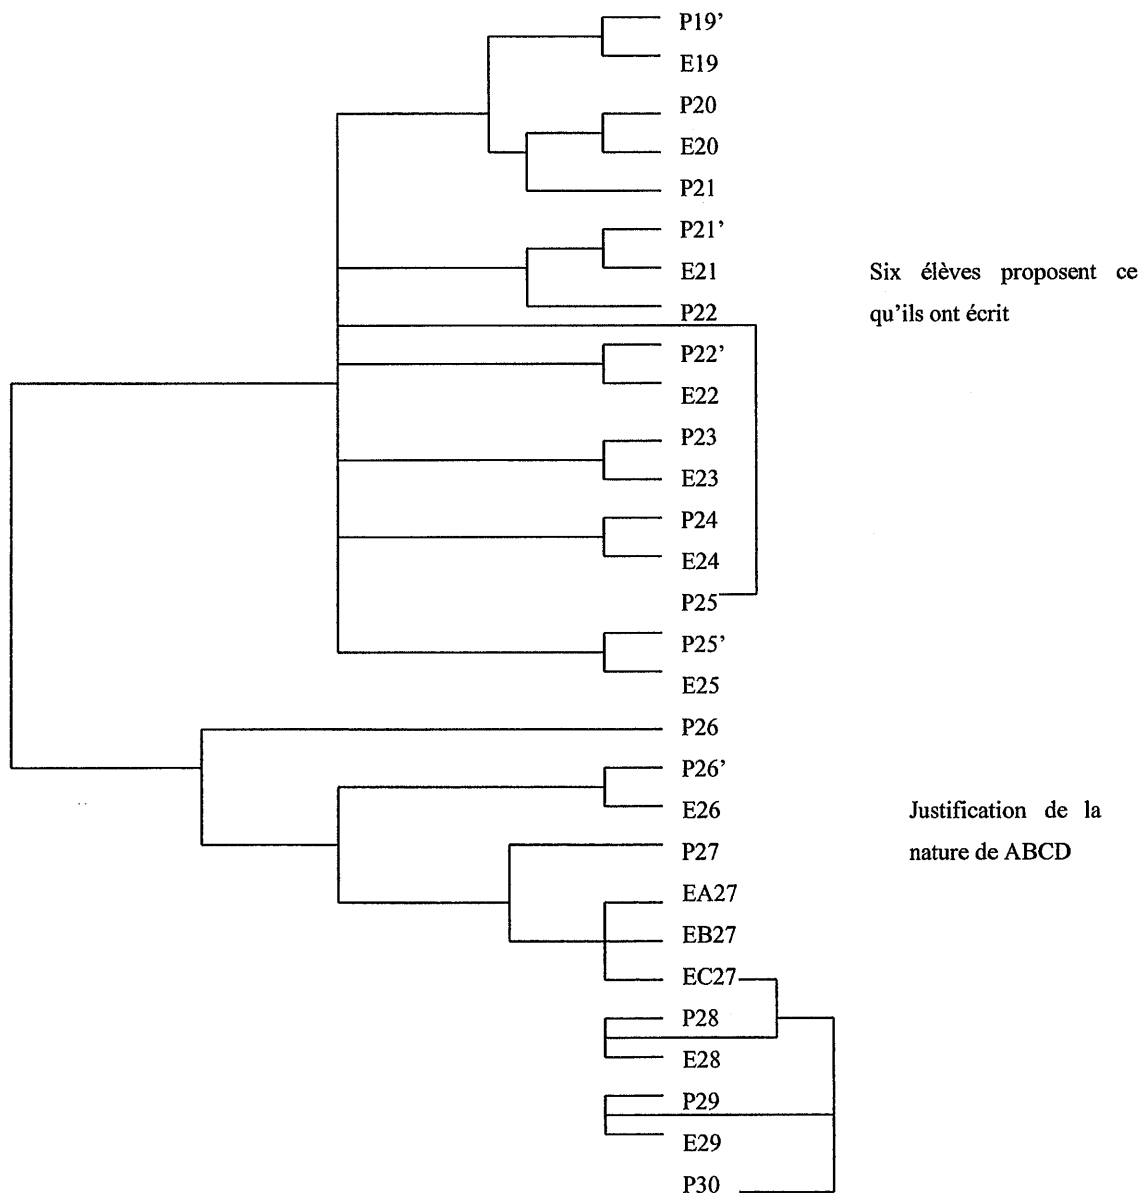 P19’
E19
P20
E20
P21
P21’
E21
P22
Six élèves proposent ce
qu’ils ont écrit
P22’
E22
P23
E23
P24
E24
P25
P25’
E25
P26
P26’
E26
P27
Justification de la
nature de ABCD
EA27
EB27
EC27
P28
E28
P29
E29
P30